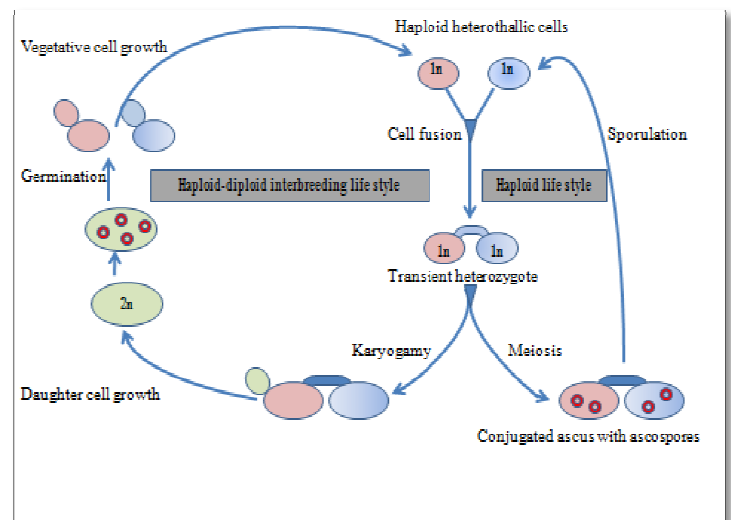 Haploid heterothallic cells
Vegetative cell growth
1n
1n
Cell fusion
Sporulation
Germination
Haploid-diploid interbreeding life style
Haploid life style
1n
1n
Transient heterozygote
2n
Karyogamy
Meiosis
Daughter cell growth
Conjugated ascus with ascospores